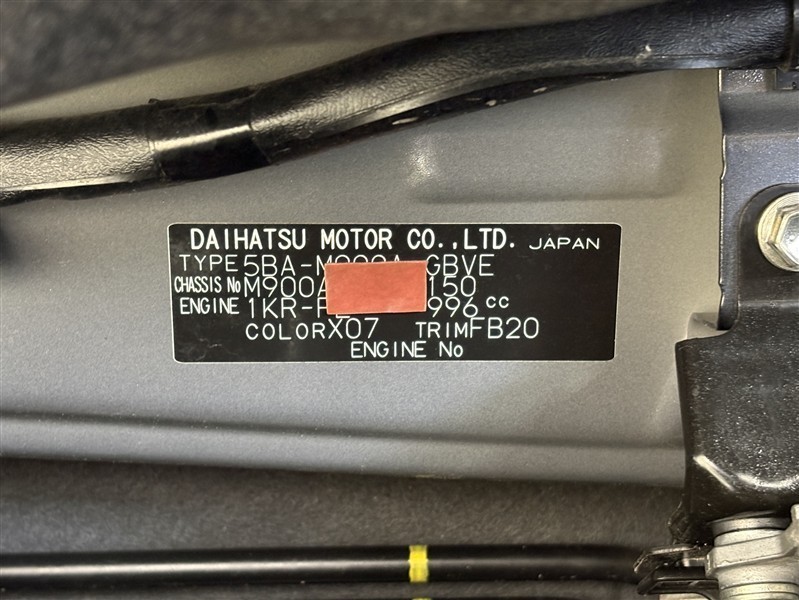 DAIHATSU MOTOR CO.,LTD. JAPAN
TYPE 5BA-M900A-GBVE
CHASSIS No M900A 150
ENGINE 1KR-F 996 cc
COLOR X07 TRIM FB20
ENGINE No